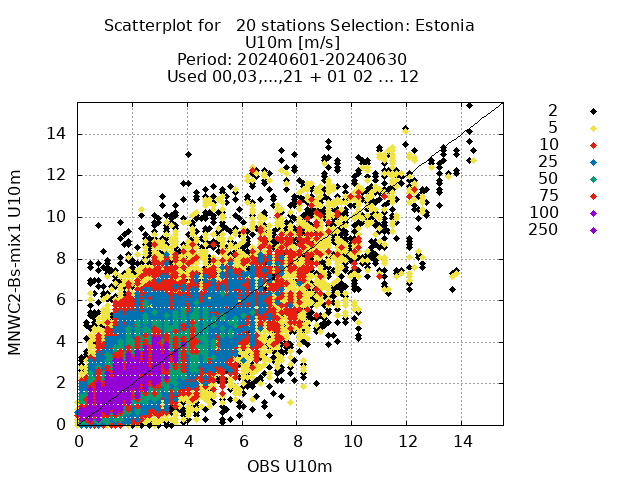 Scatterplot for   20 stations Selection: Estonia
U10m [m/s]
Period: 20240601-20240630
Used 00,03,...,21 + 01 02 ... 12
2
5
10
25
50
75
100
250
14
12
10
8
6
4
2
0
MNWC2-Bs-mix1 U10m
0 2 4 6 8 10 12 14
OBS U10m